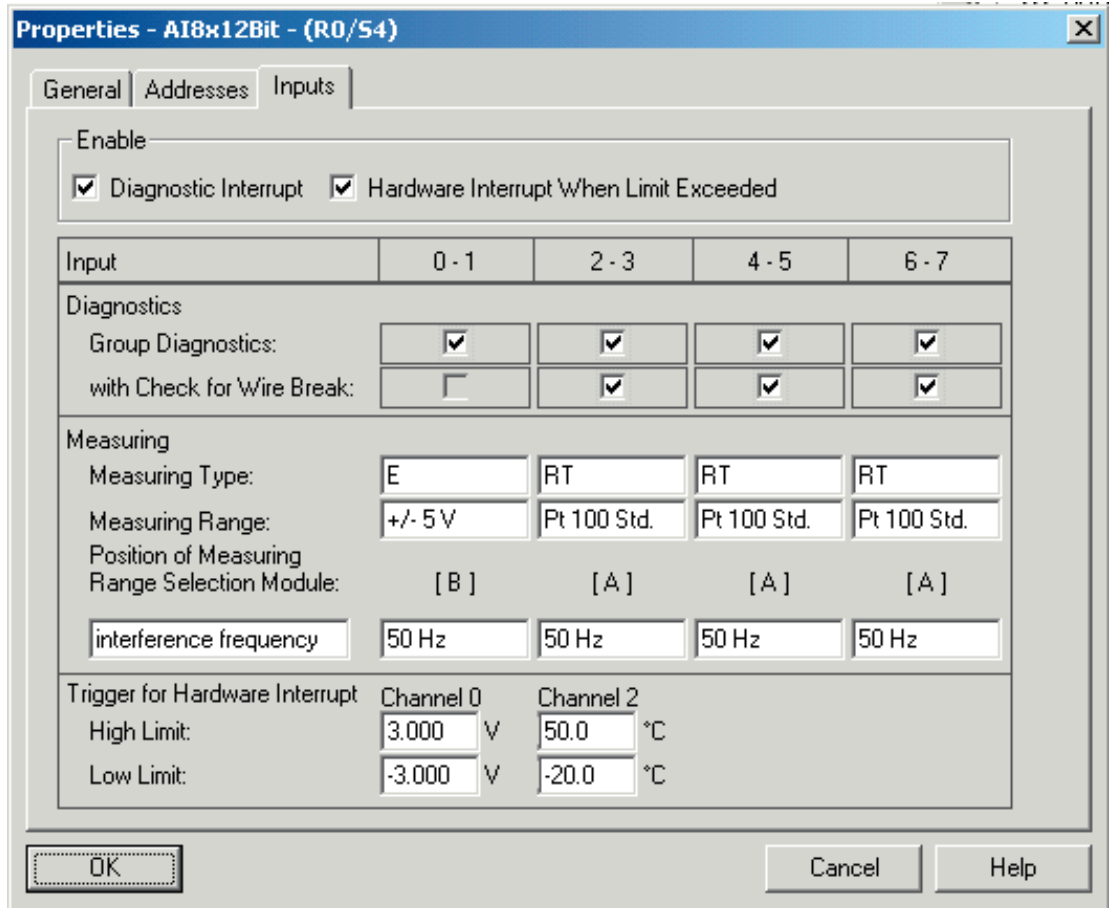 Properties - AI8x12Bit - (R0/S4)
General Addresses Inputs
Enable
Diagnostic Interrupt Hardware Interrupt When Limit Exceeded
Input 0 - 1 2 - 3 4 - 5 6 - 7
Diagnostics
Group Diagnostics:
with Check for Wire Break:
Measuring
Measuring Type: E RT RT RT
Measuring Range: +/- 5 V Pt 100 Std. Pt 100 Std. Pt 100 Std.
Position of Measuring
Range Selection Module: [ B ] [ A ] [ A ] [ A ]
interference frequency 50 Hz 50 Hz 50 Hz 50 Hz
Trigger for Hardware Interrupt Channel 0 Channel 2
High Limit: 3.000 V 50.0 °C
Low Limit: -3.000 V -20.0 °C
OK Cancel Help